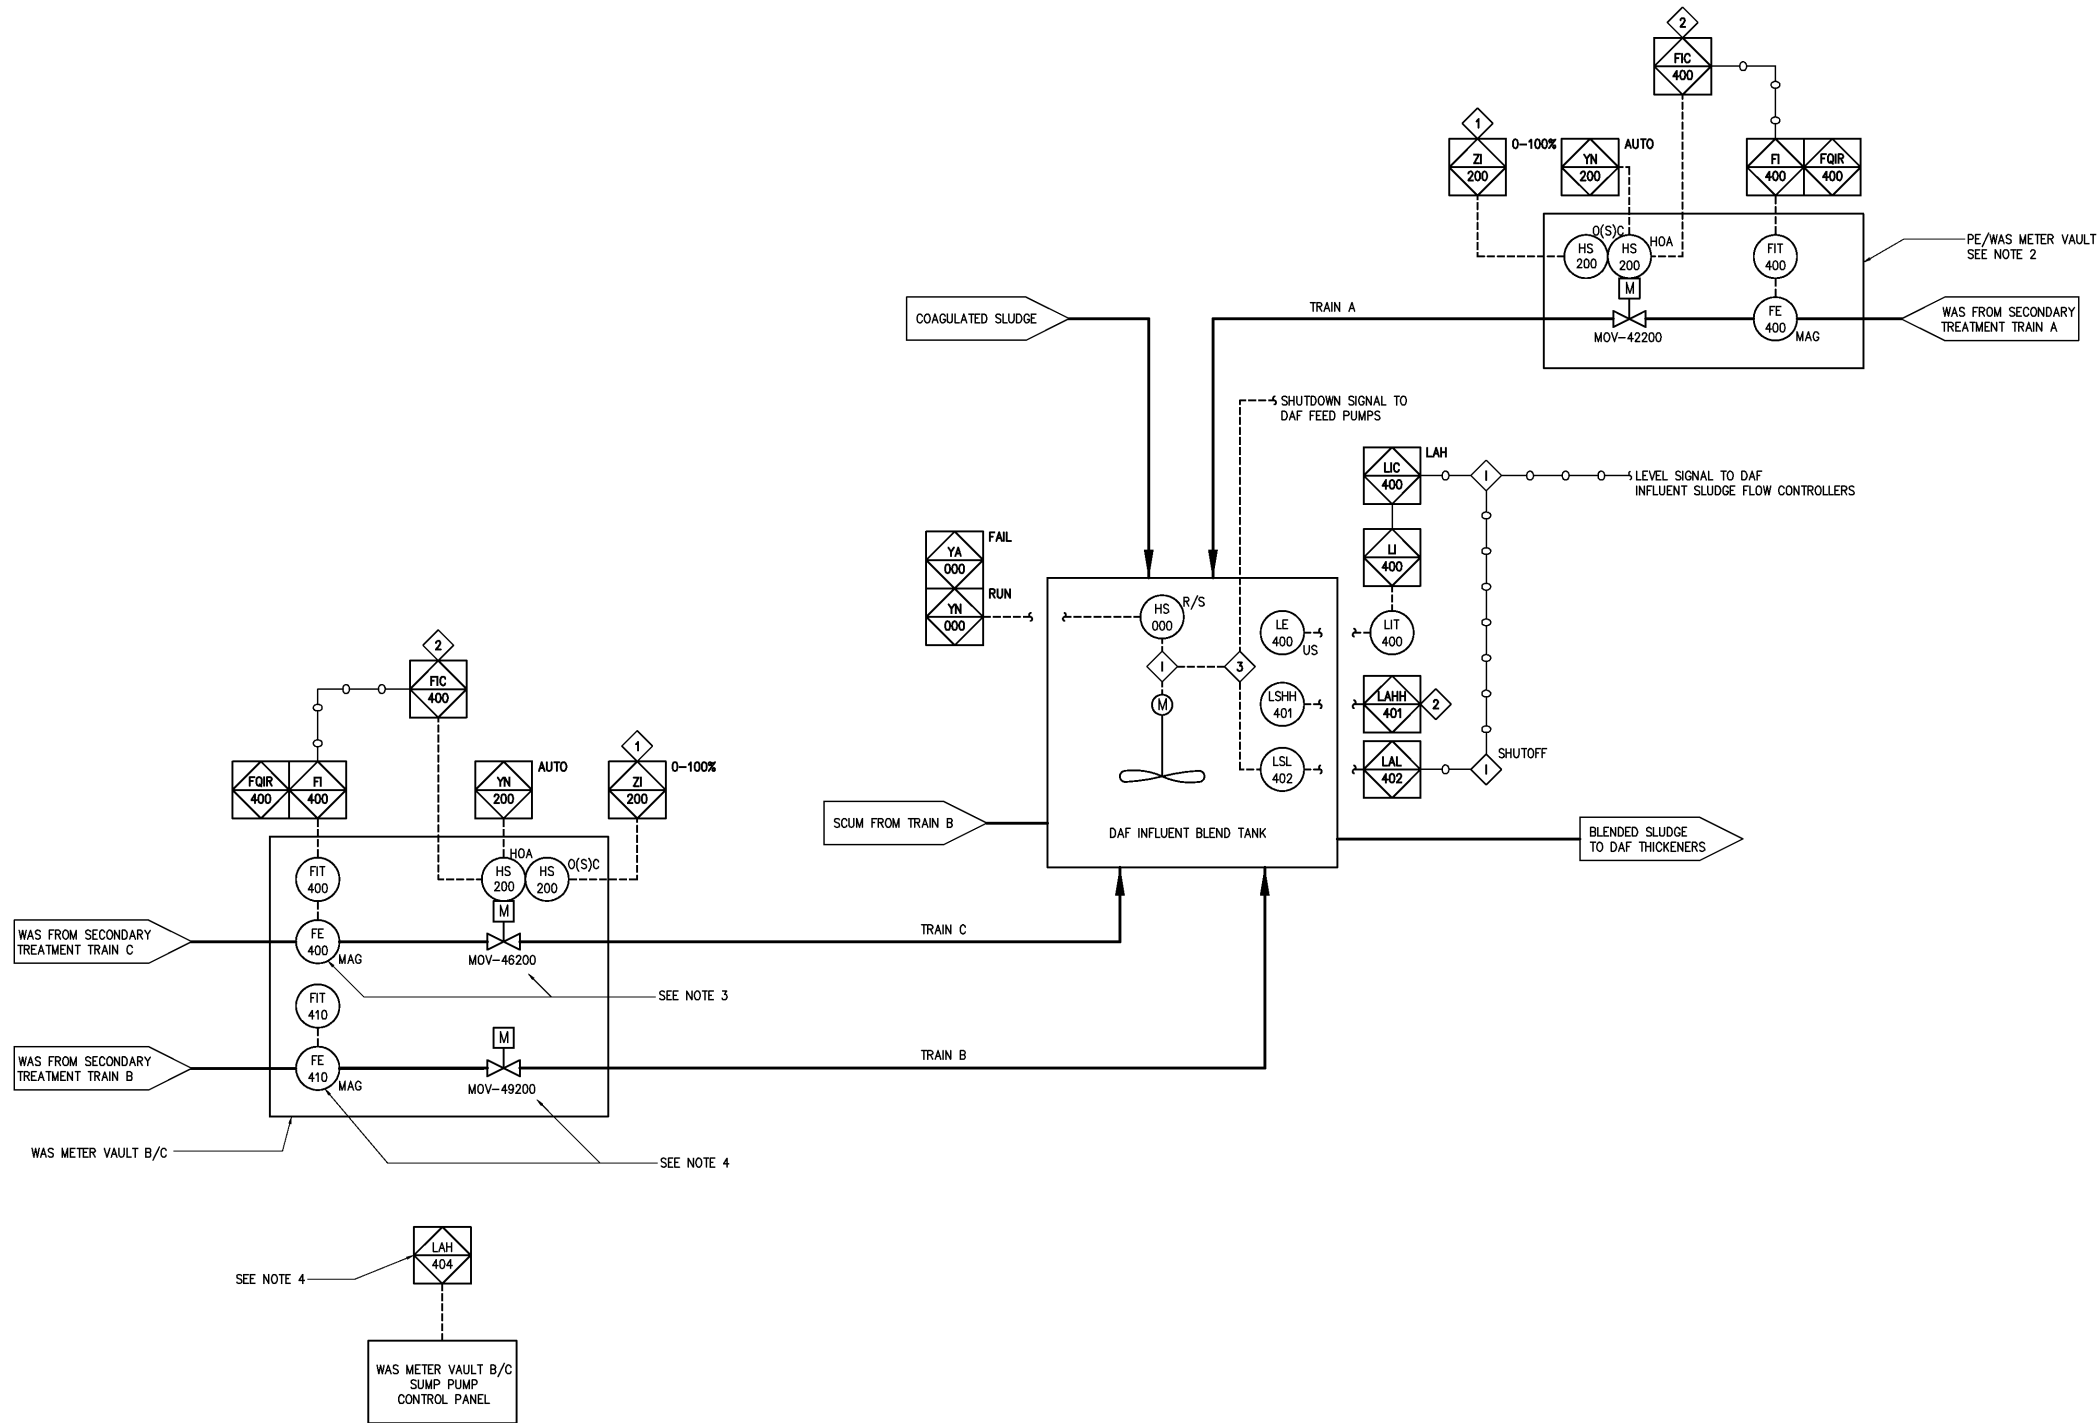 2
FIC
400
1
ZI
200
0-100%
YN
200
AUTO
FI
400
FQIR
400
O(S)C
HS
200
HS
200
HOA
M
MOV-42200
FIT
400
FE
400
MAG
PE/WAS METER VAULT
SEE NOTE 2
WAS FROM SECONDARY
TREATMENT TRAIN A
TRAIN A
COAGULATED SLUDGE
SHUTDOWN SIGNAL TO
DAF FEED PUMPS
LIC
400
LAH
I
LEVEL SIGNAL TO DAF
INFLUENT SLUDGE FLOW CONTROLLERS
LI
400
YA
000
FAIL
YN
000
RUN
HS
000
R/S
I
3
M
LE
400
US
LIT
400
LSHH
401
LAHH
401
2
LSL
402
LAL
402
I
SHUTOFF
SCUM FROM TRAIN B
DAF INFLUENT BLEND TANK
BLENDED SLUDGE
TO DAF THICKENERS
2
FIC
400
FQIR
400
FI
400
YN
200
AUTO
1
ZI
200
0-100%
FIT
400
HS
200
HOA
HS
200
O(S)C
M
WAS FROM SECONDARY
TREATMENT TRAIN C
FE
400
MAG
MOV-46200
TRAIN C
SEE NOTE 3
FIT
410
M
WAS FROM SECONDARY
TREATMENT TRAIN B
FE
410
MAG
MOV-49200
TRAIN B
WAS METER VAULT B/C
SEE NOTE 4
LAH
404
SEE NOTE 4
WAS METER VAULT B/C
SUMP PUMP
CONTROL PANEL